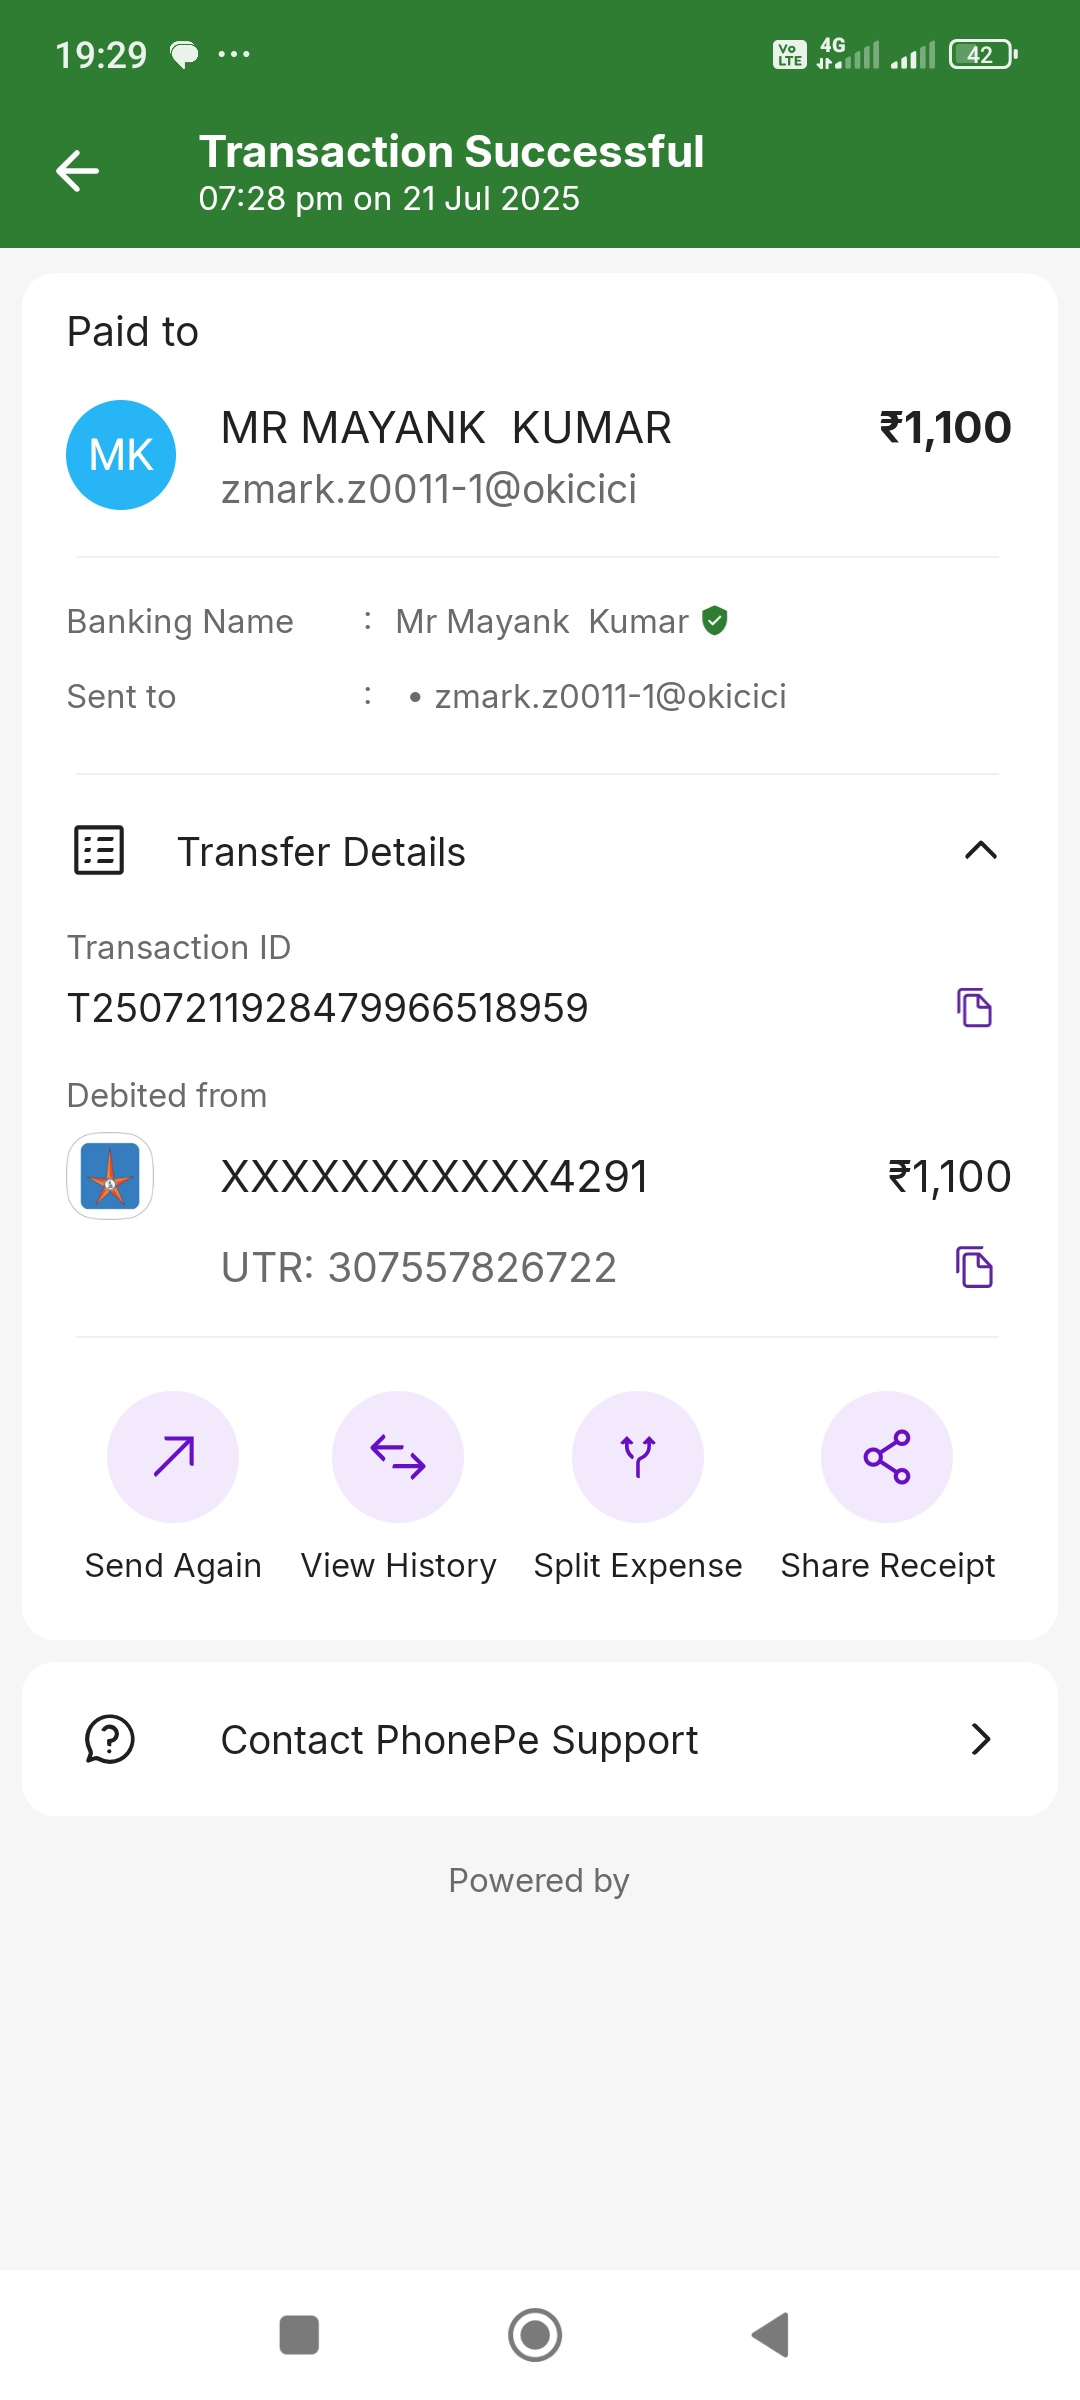 19:29
Vo LTE 4G 42
Transaction Successful
07:28 pm on 21 Jul 2025
Paid to
MK
MR MAYANK  KUMAR ₹1,100
zmark.z0011-1@okicici
Banking Name : Mr Mayank  Kumar
Sent to : • zmark.z0011-1@okicici
Transfer Details
Transaction ID
T2507211928479966518959
Debited from
XXXXXXXXXXX4291 ₹1,100
UTR: 307557826722
Send Again View History Split Expense Share Receipt
Contact PhonePe Support
Powered by